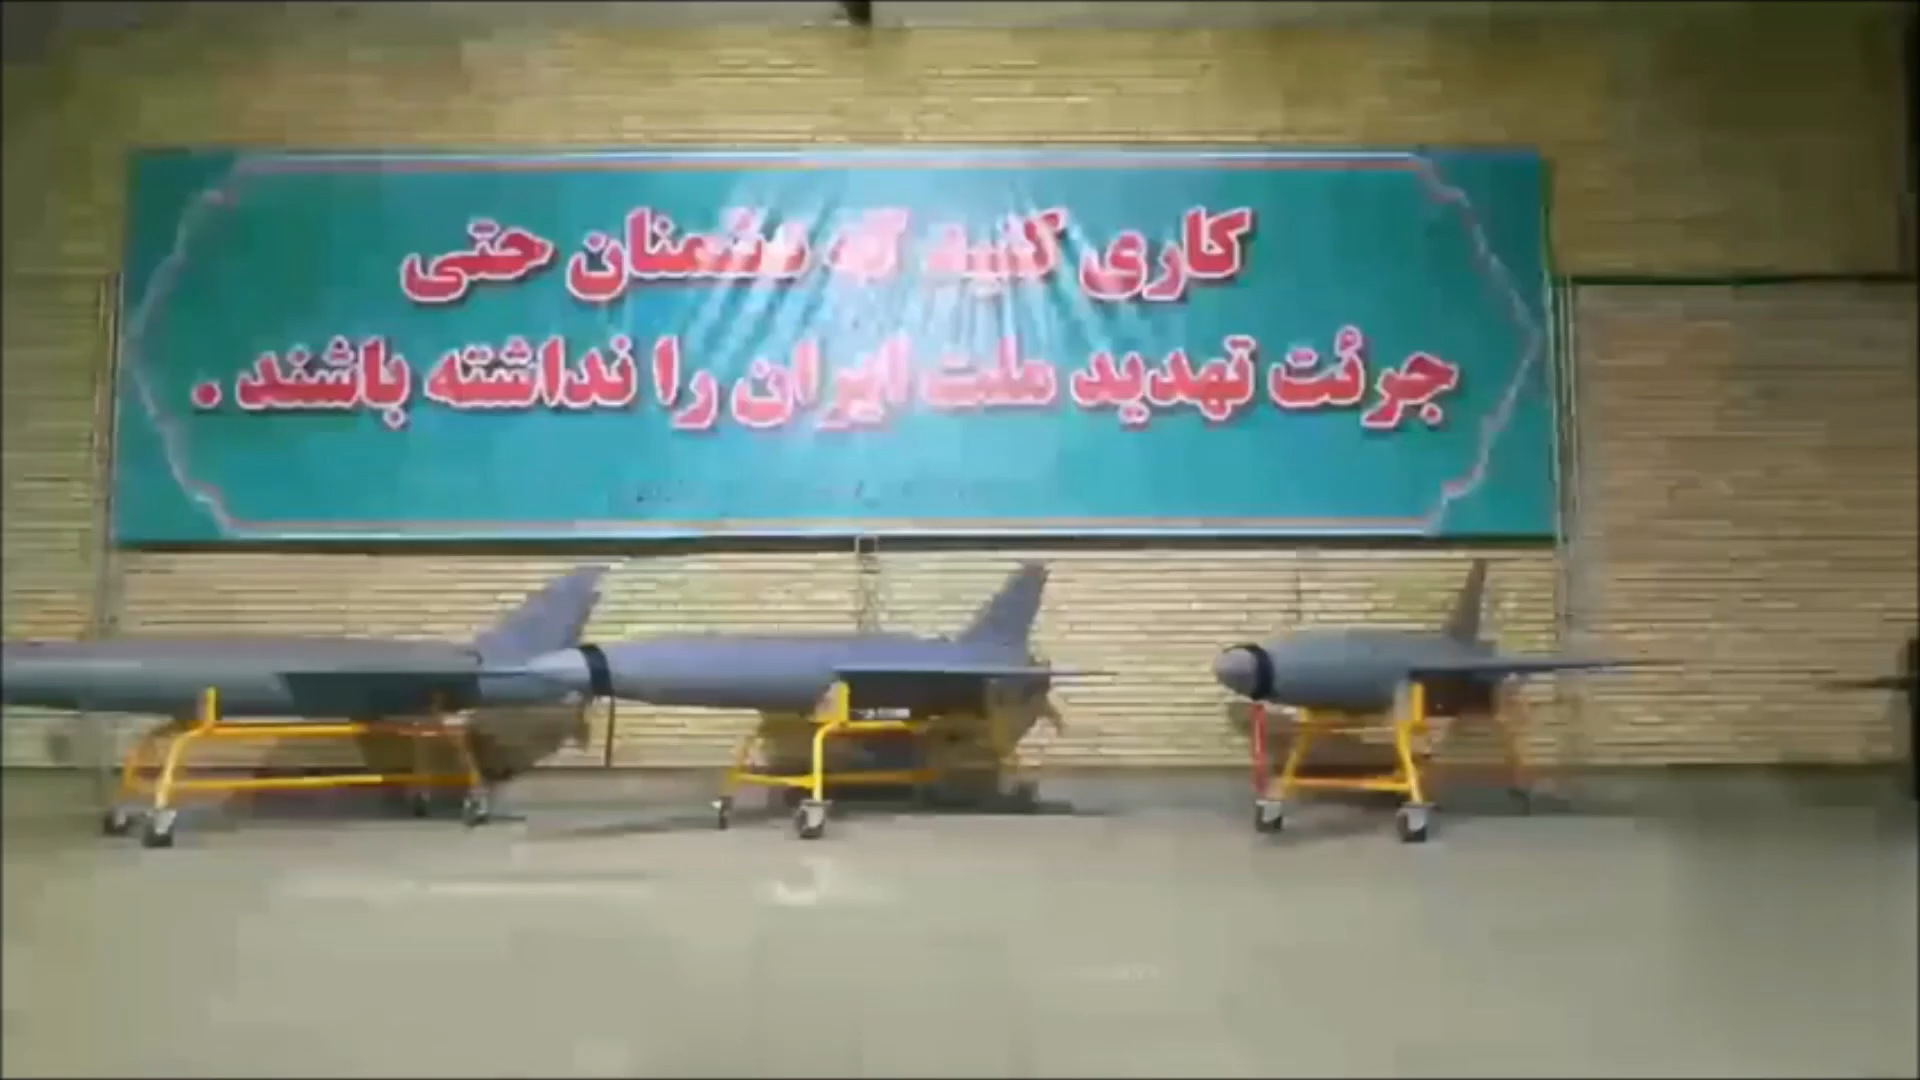 کاری کنید که دشمنان حتی
جرئت تهدید ملت ایران را نداشته باشند .